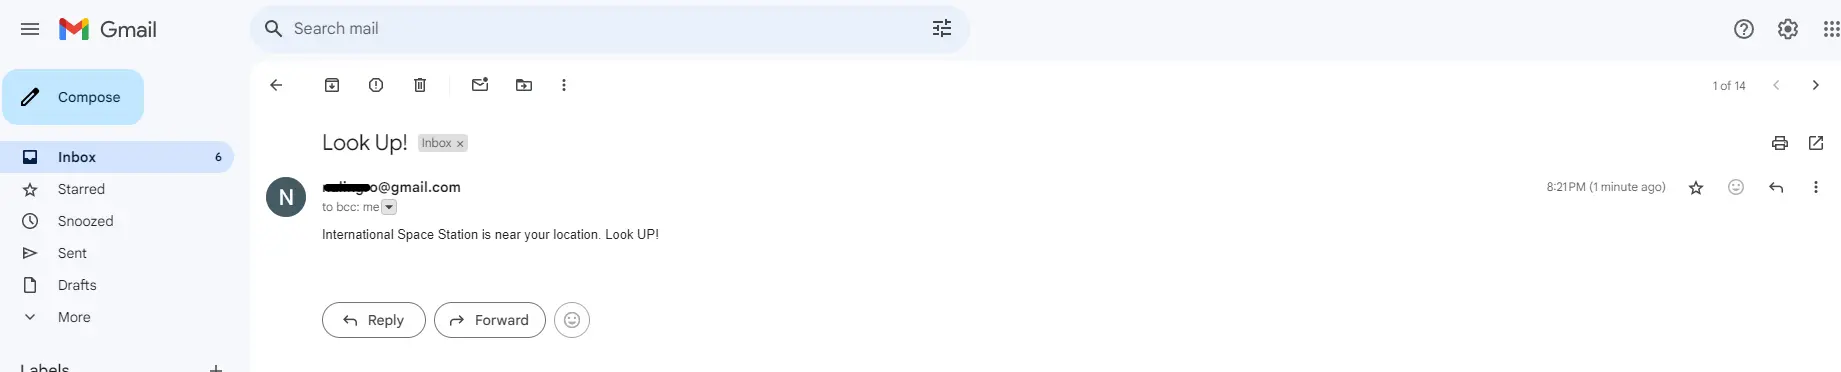 Gmail
Search mail
Compose
1 of 14
Look Up!
Inbox x
Inbox 6
N
o@gmail.com
8:21 PM (1 minute ago)
Starred
to bcc: me
Snoozed
International Space Station is near your location. Look UP!
Sent
Drafts
More
Reply
Forward
Labels